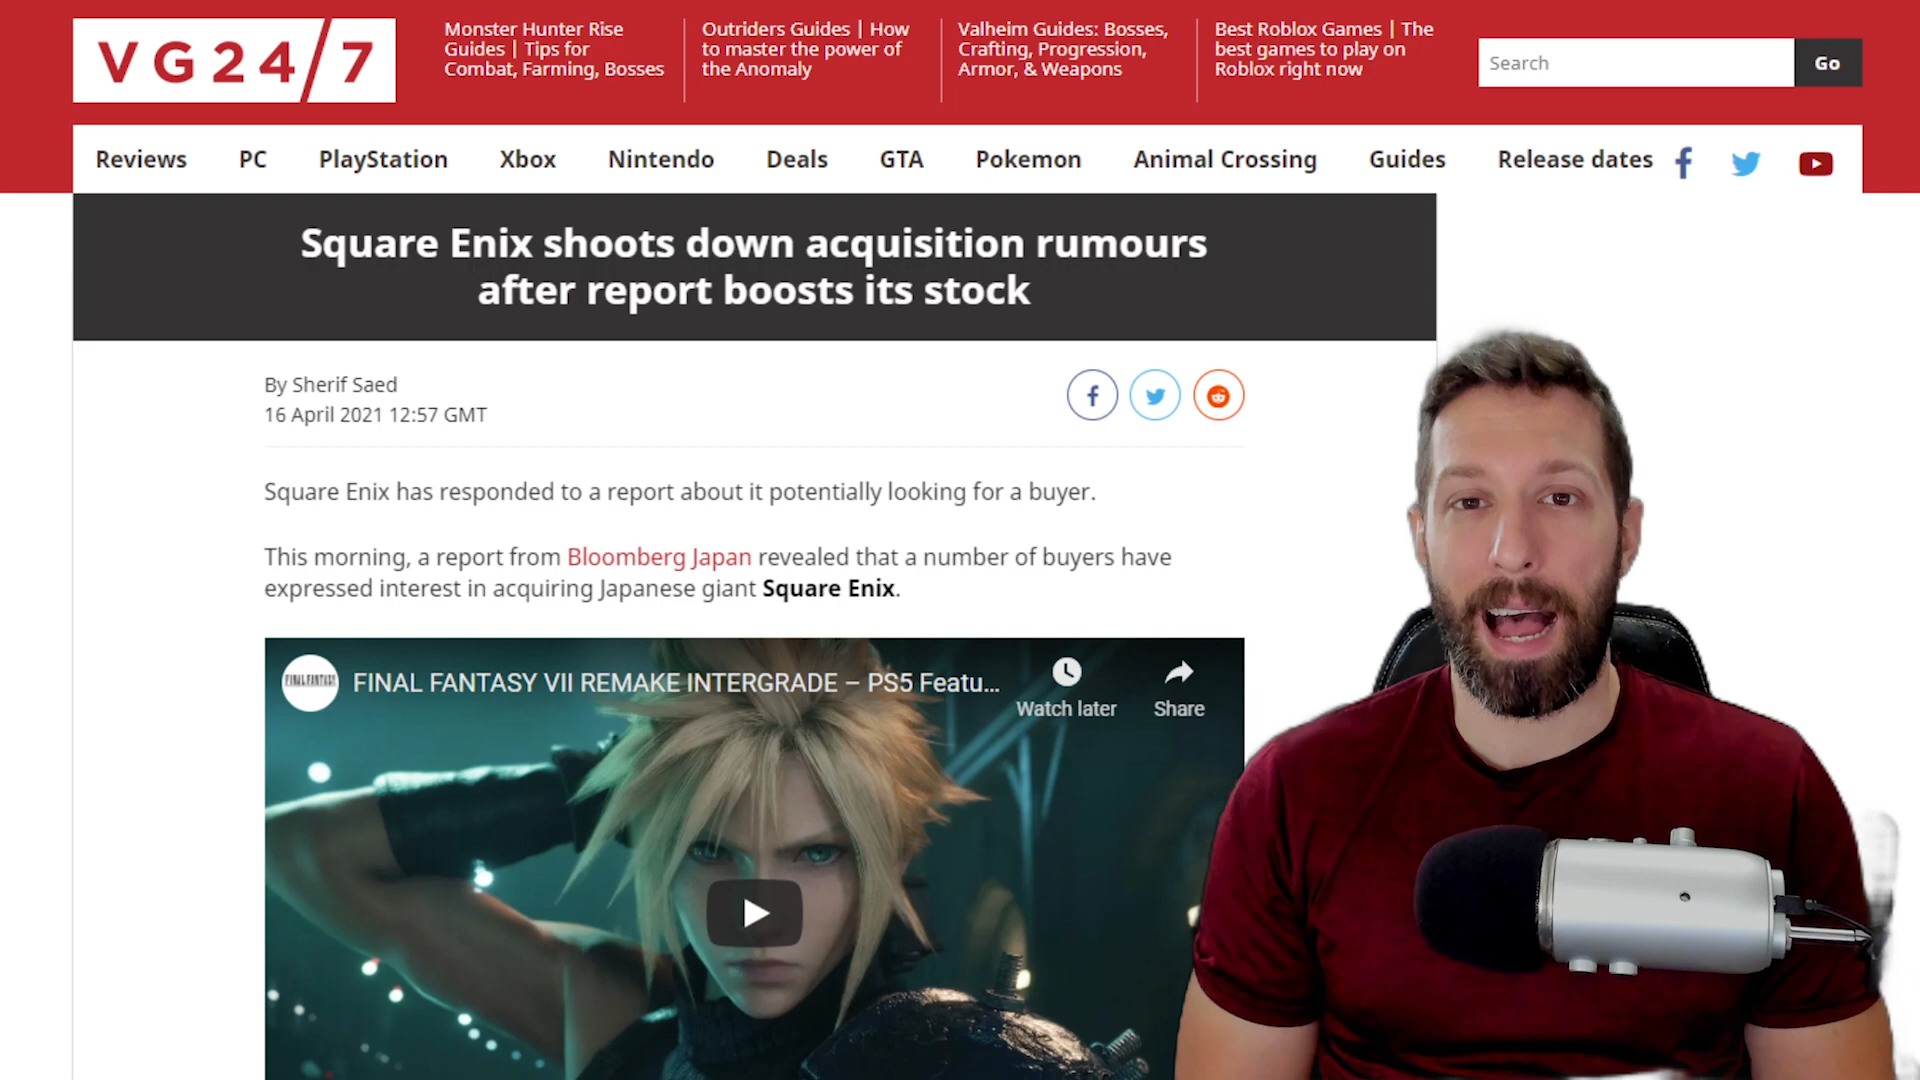 VG24/7
Monster Hunter Rise
Guides | Tips for
Combat, Farming, Bosses
Outriders Guides | How
to master the power of
the Anomaly
Valheim Guides: Bosses,
Crafting, Progression,
Armor, & Weapons
Best Roblox Games | The
best games to play on
Roblox right now
Search
Go
Reviews
PC
PlayStation
Xbox
Nintendo
Deals
GTA
Pokemon
Animal Crossing
Guides
Release dates
Square Enix shoots down acquisition rumours
after report boosts its stock
By Sherif Saed
16 April 2021 12:57 GMT
Square Enix has responded to a report about it potentially looking for a buyer.
This morning, a report from Bloomberg Japan revealed that a number of buyers have
expressed interest in acquiring Japanese giant Square Enix.
FINAL FANTASY
FINAL FANTASY VII REMAKE INTERGRADE – PS5 Featu...
Watch later
Share